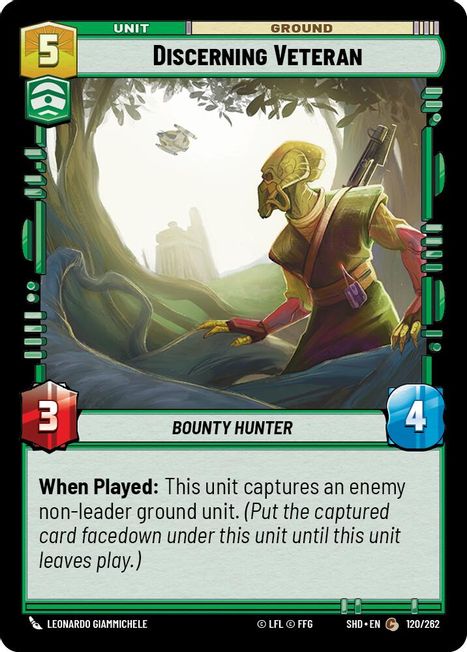 UNIT GROUND
5 DISCERNING VETERAN
3
4
BOUNTY HUNTER
When Played: This unit captures an enemy
non-leader ground unit. (Put the captured
card facedown under this unit until this unit
leaves play.)
LEONARDO GIAMMICHELE © LFL © FFG SHD • EN C 120/262